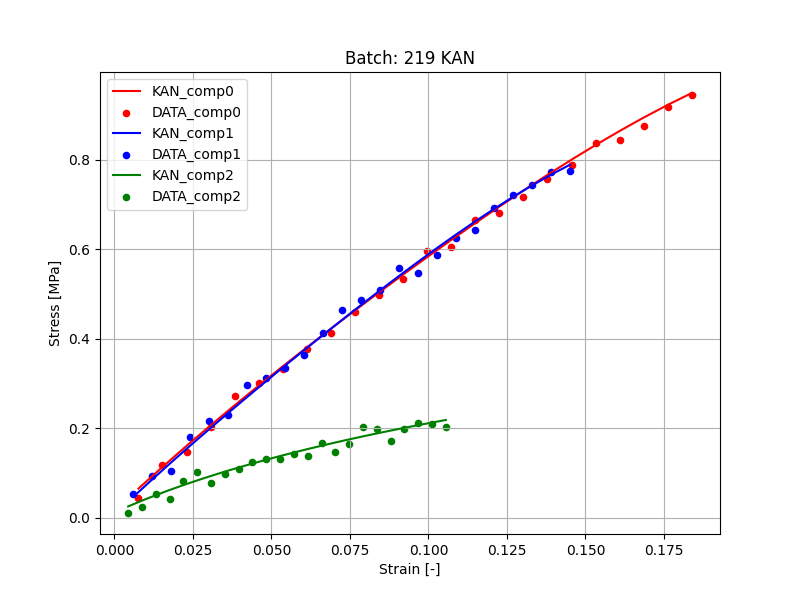 Batch: 219 KAN
KAN_comp0
DATA_comp0
KAN_comp1
DATA_comp1
KAN_comp2
DATA_comp2
Stress [MPa]
0.8
0.6
0.4
0.2
0.0
0.000 0.025 0.050 0.075 0.100 0.125 0.150 0.175
Strain [-]